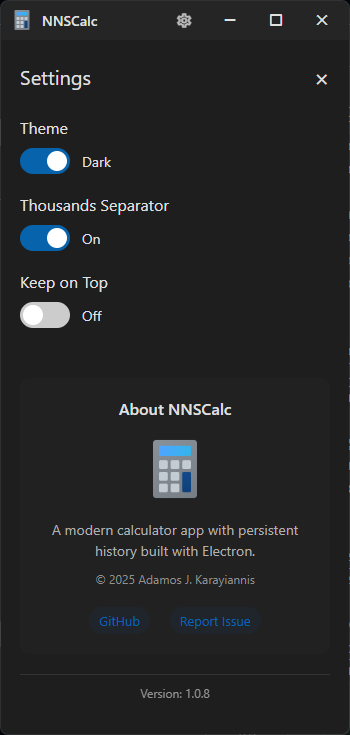 NNSCalc
Settings
Theme
Dark
Thousands Separator
On
Keep on Top
Off
About NNSCalc
A modern calculator app with persistent
history built with Electron.
© 2025 Adamos J. Karayiannis
GitHub
Report Issue
Version: 1.0.8